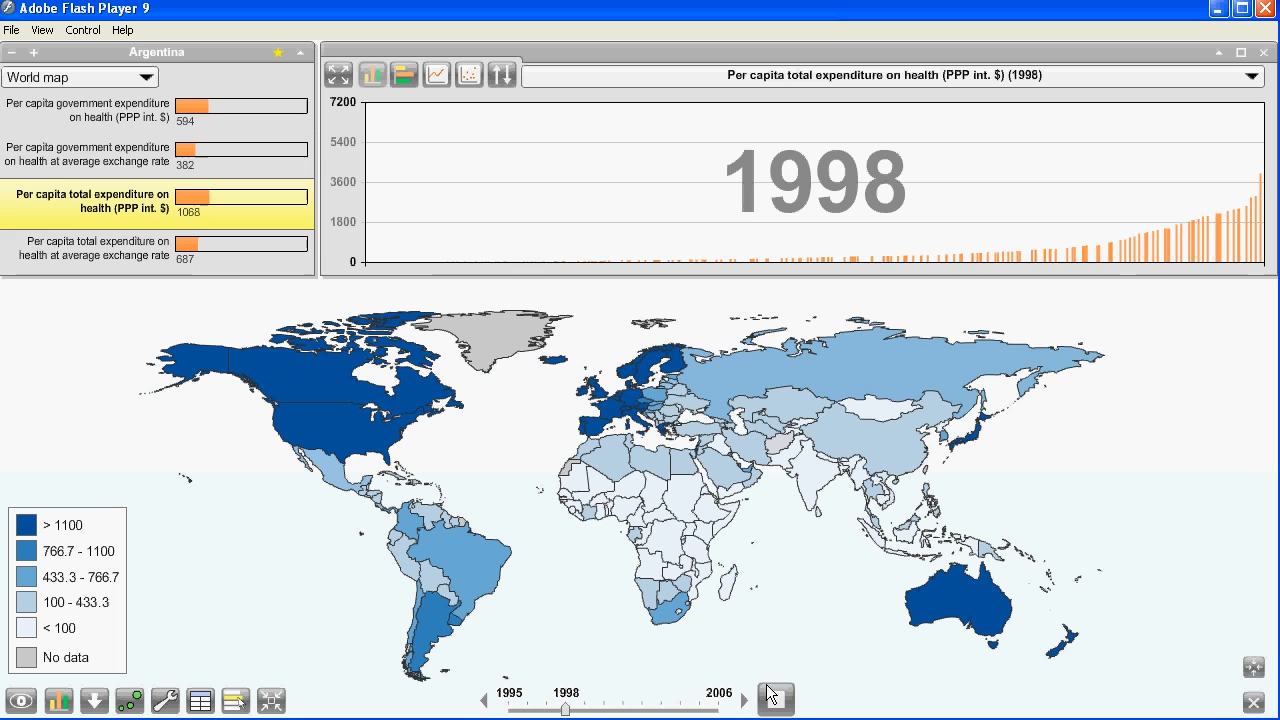 Adobe Flash Player 9
File View Control Help
Argentina
World map
Per capita government expenditure
on health (PPP int. $)
594
Per capita government expenditure
on health at average exchange rate
382
Per capita total expenditure on
health (PPP int. $)
1068
Per capita total expenditure on
health at average exchange rate
687
Per capita total expenditure on health (PPP int. $) (1998)
7200
5400
3600
1800
0
1998
> 1100
766.7 - 1100
433.3 - 766.7
100 - 433.3
< 100
No data
1995 1998 2006